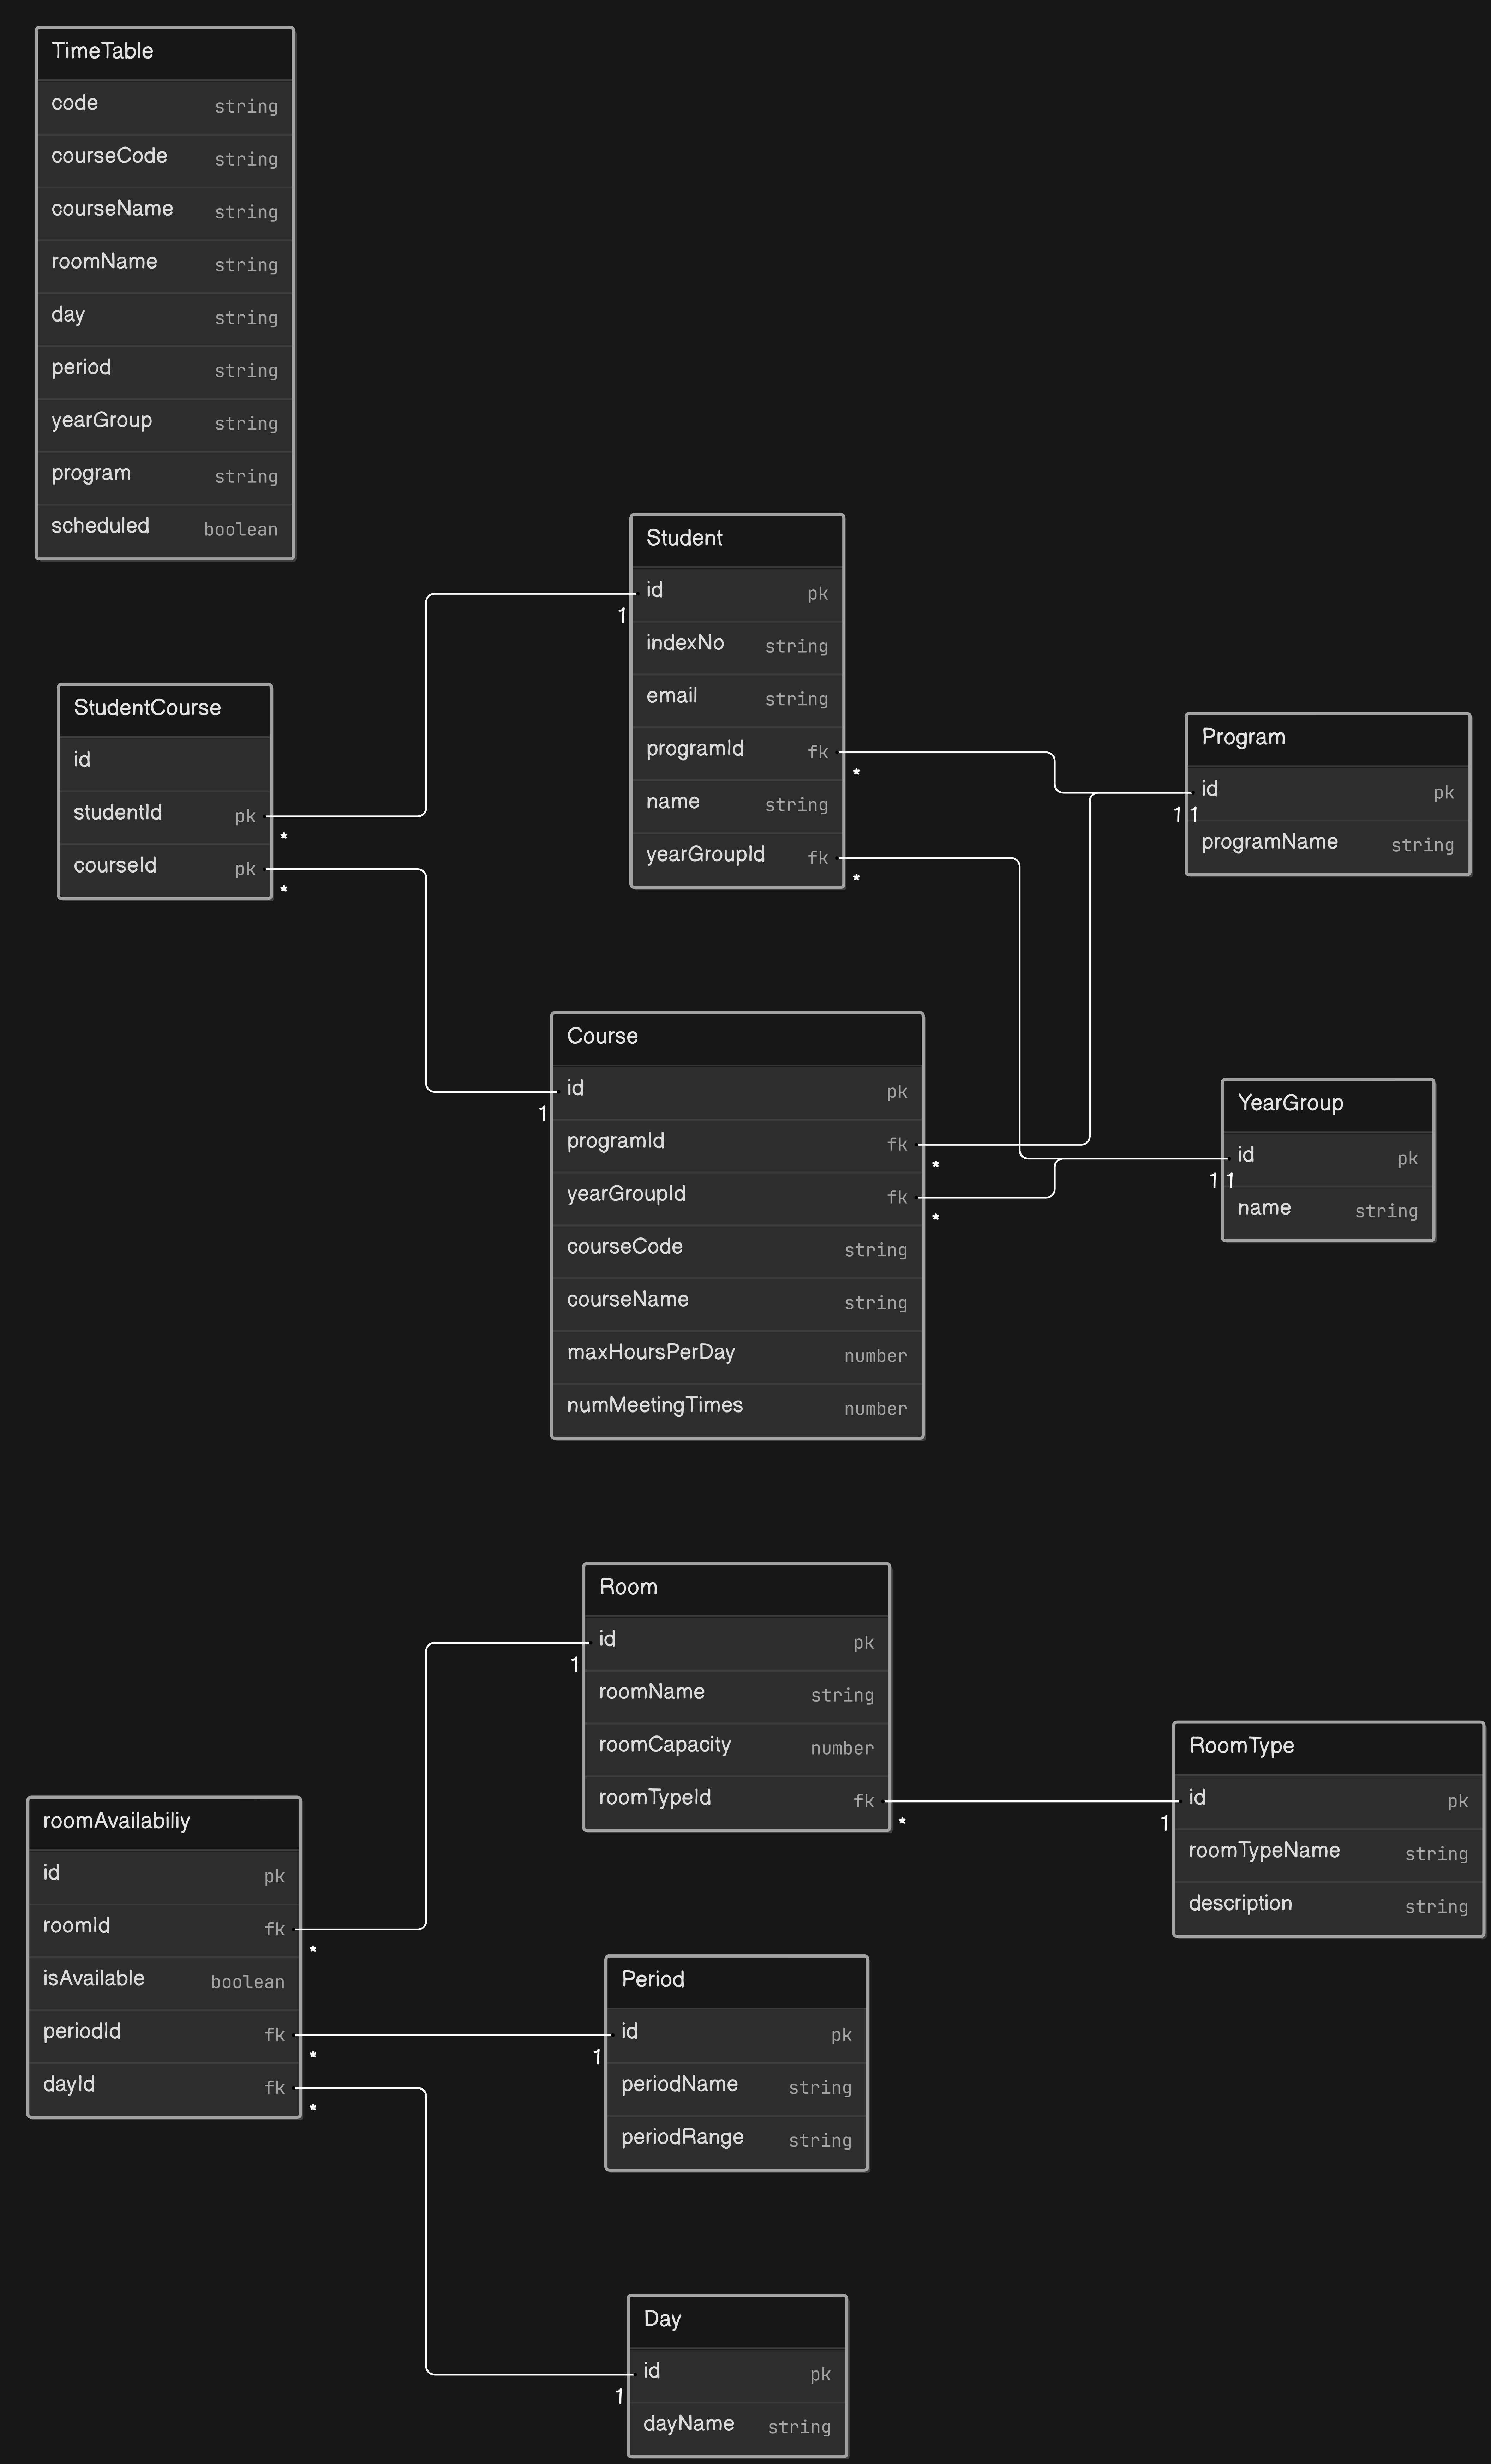 TimeTable
code string
courseCode string
courseName string
roomName string
day string
period string
yearGroup string
program string
scheduled boolean
Student
id pk
1
indexNo string
email string
programId fk
*
name string
yearGroupId fk
*
StudentCourse
id
studentId pk
*
courseId pk
*
Program
id pk
1 1
programName string
Course
id pk
1
programId fk
*
yearGroupId fk
*
courseCode string
courseName string
maxHoursPerDay number
numMeetingTimes number
YearGroup
id pk
1 1
name string
Room
id pk
1
roomName string
roomCapacity number
roomTypeId fk
*
RoomType
id pk
1
roomTypeName string
description string
roomAvailabiliy
id pk
roomId fk
*
isAvailable boolean
periodId fk
*
dayId fk
*
Period
id pk
1
periodName string
periodRange string
Day
id pk
1
dayName string